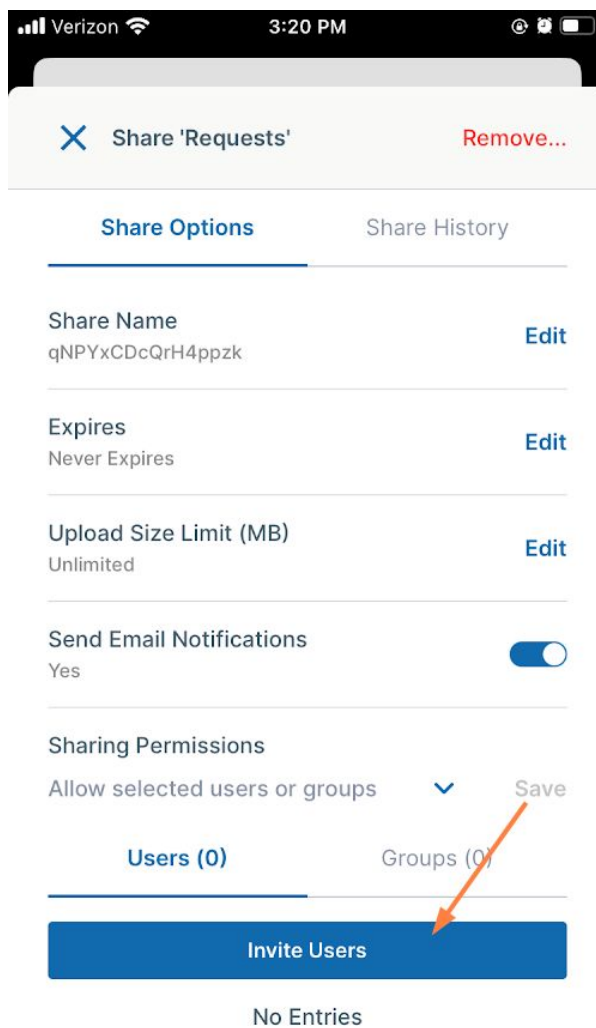 Verizon 3:20 PM
Share 'Requests' Remove...
Share Options Share History
Share Name
qNPYxCDcQrH4ppzk
Edit
Expires
Never Expires
Edit
Upload Size Limit (MB)
Unlimited
Edit
Send Email Notifications
Yes
Sharing Permissions
Allow selected users or groups Save
Users (0) Groups (0)
Invite Users
No Entries